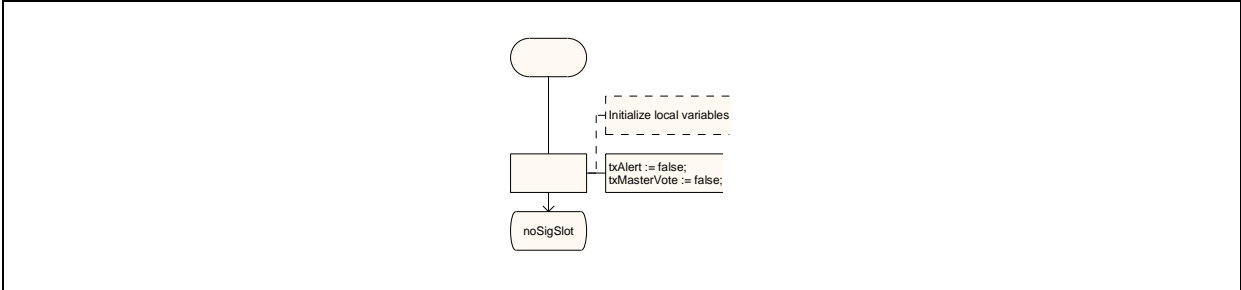 Initialize local variables
txAlert := false;
txMasterVote := false;
noSigSlot